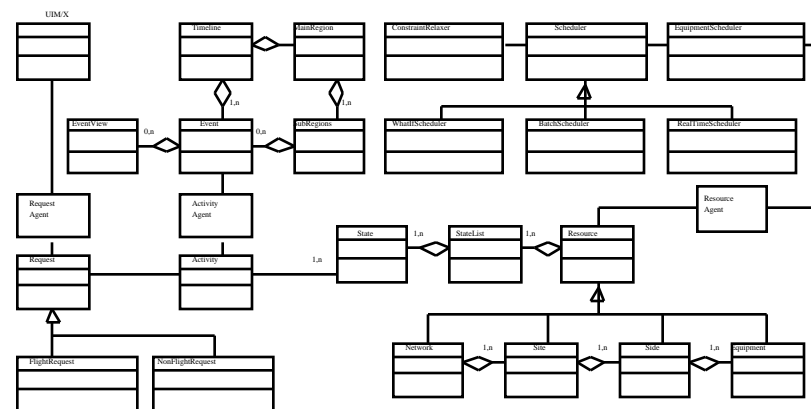 UIM/X
Timeline
MainRegion
ConstraintRelaxer
Scheduler
EquipmentScheduler
1,n
1,n
EventView
0,n
Event
0,n
SubRegions
WhatIfScheduler
BatchScheduler
RealTimeScheduler
Request
Agent
Activity
Agent
Resource
Agent
State
1,n
StateList
1,n
Resource
Request
Activity
1,n
Network
1,n
Site
1,n
Side
1,n
Equipment
FlightRequest
NonFlightRequest